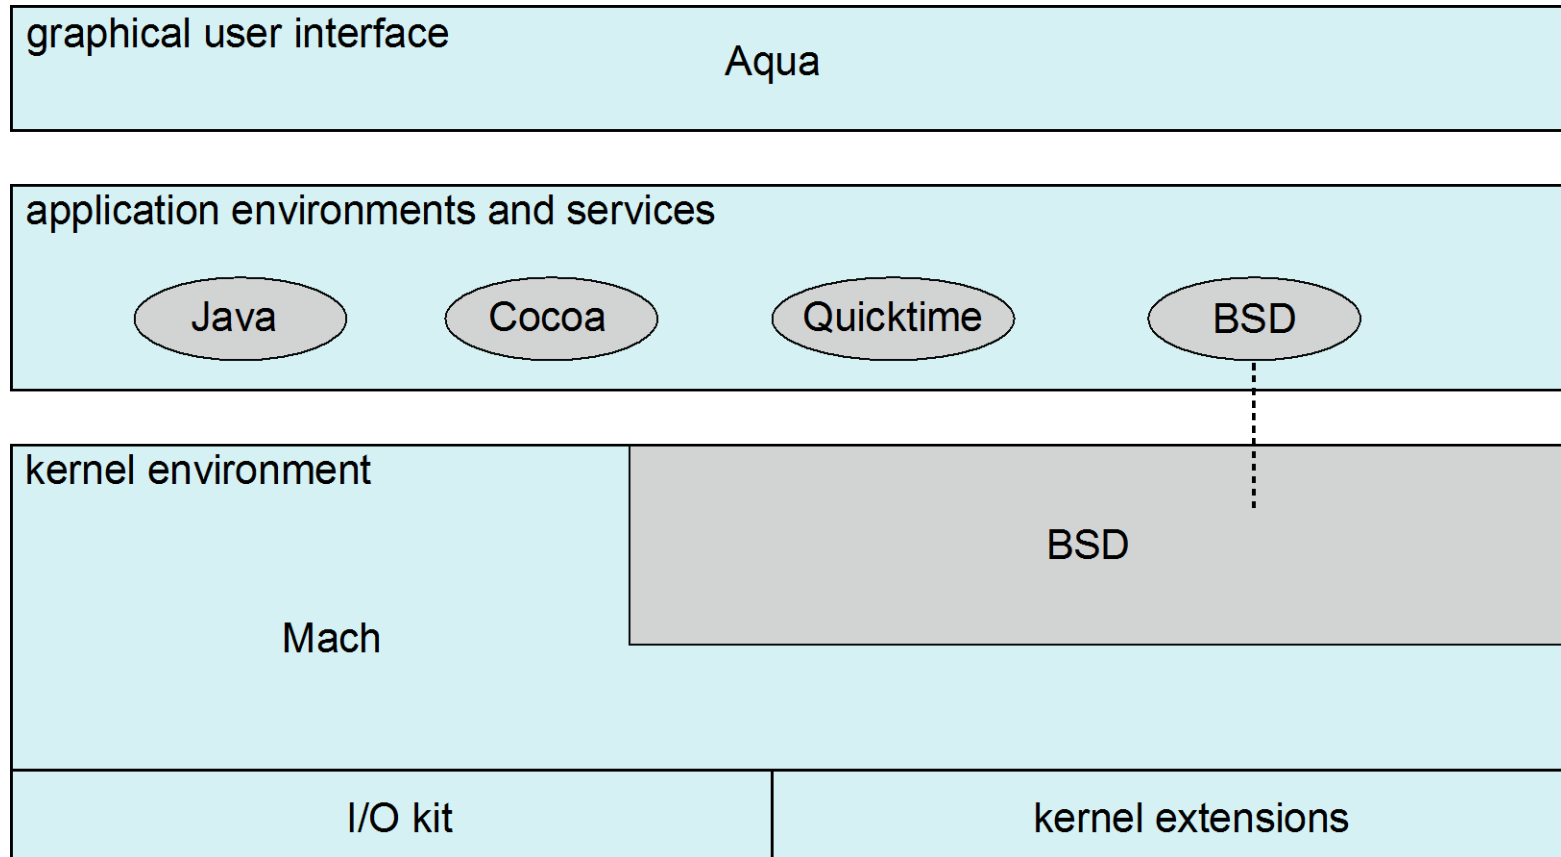 graphical user interface
Aqua
application environments and services
Java
Cocoa
Quicktime
BSD
kernel environment
BSD
Mach
I/O kit
kernel extensions